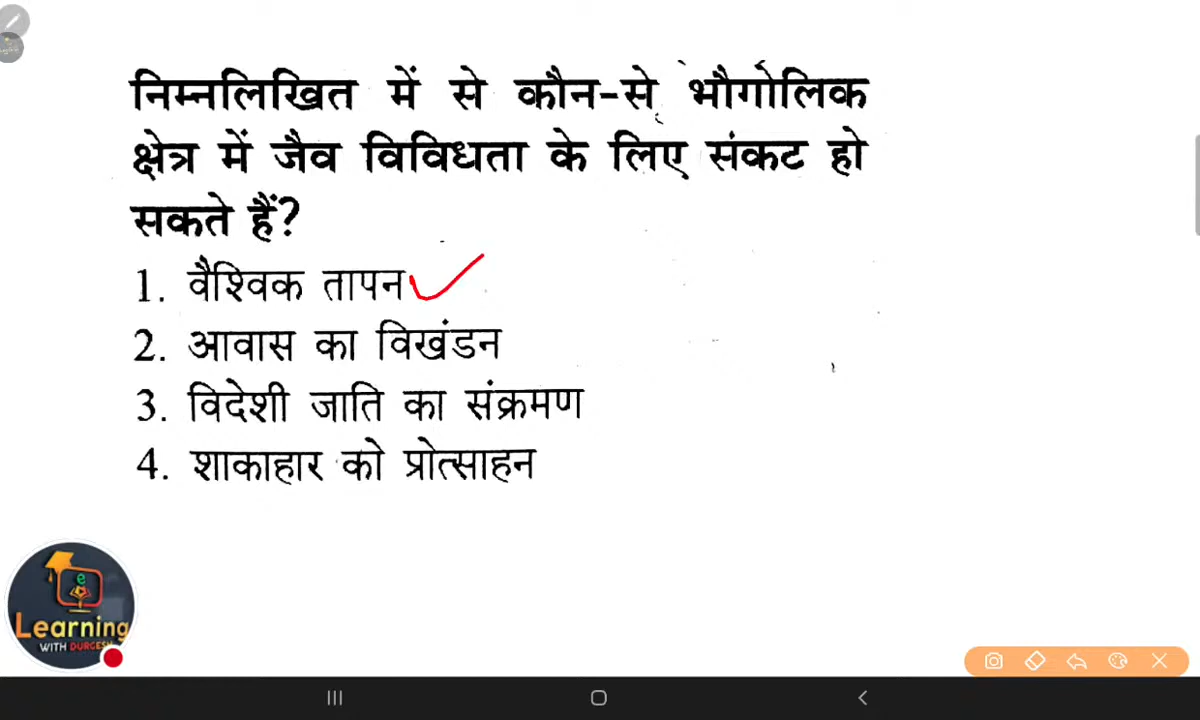 निम्नलिखित में से कौन-से भौगोलिक
क्षेत्र में जैव विविधता के लिए संकट हो
सकते हैं?
1. वैश्विक तापन
2. आवास का विखंडन
3. विदेशी जाति का संक्रमण
4. शाकाहार को प्रोत्साहन
e
Learning
WITH DURGESH